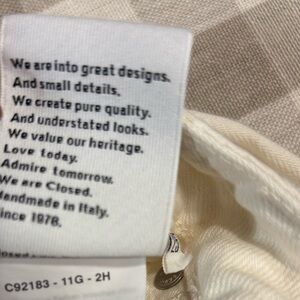 We are into great designs.
And small details.
We create pure quality.
And understated looks.
We value our heritage.
Love today.
Admire tomorrow.
We are Closed.
Handmade in Italy.
since 1978.
C92183 - 11G - 2H